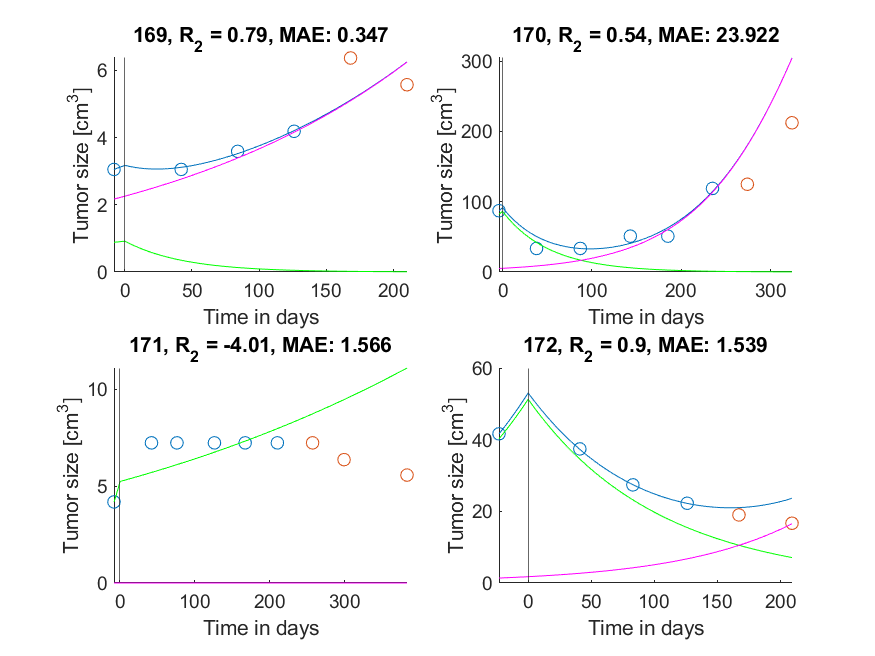 169, R2 = 0.79, MAE: 0.347
Tumor size [cm3]
6
4
2
0
0 50 100 150 200
Time in days
170, R2 = 0.54, MAE: 23.922
Tumor size [cm3]
300
200
100
0
0 100 200 300
Time in days
171, R2 = -4.01, MAE: 1.566
Tumor size [cm3]
10
5
0
0 100 200 300
Time in days
172, R2 = 0.9, MAE: 1.539
Tumor size [cm3]
60
40
20
0
0 50 100 150 200
Time in days